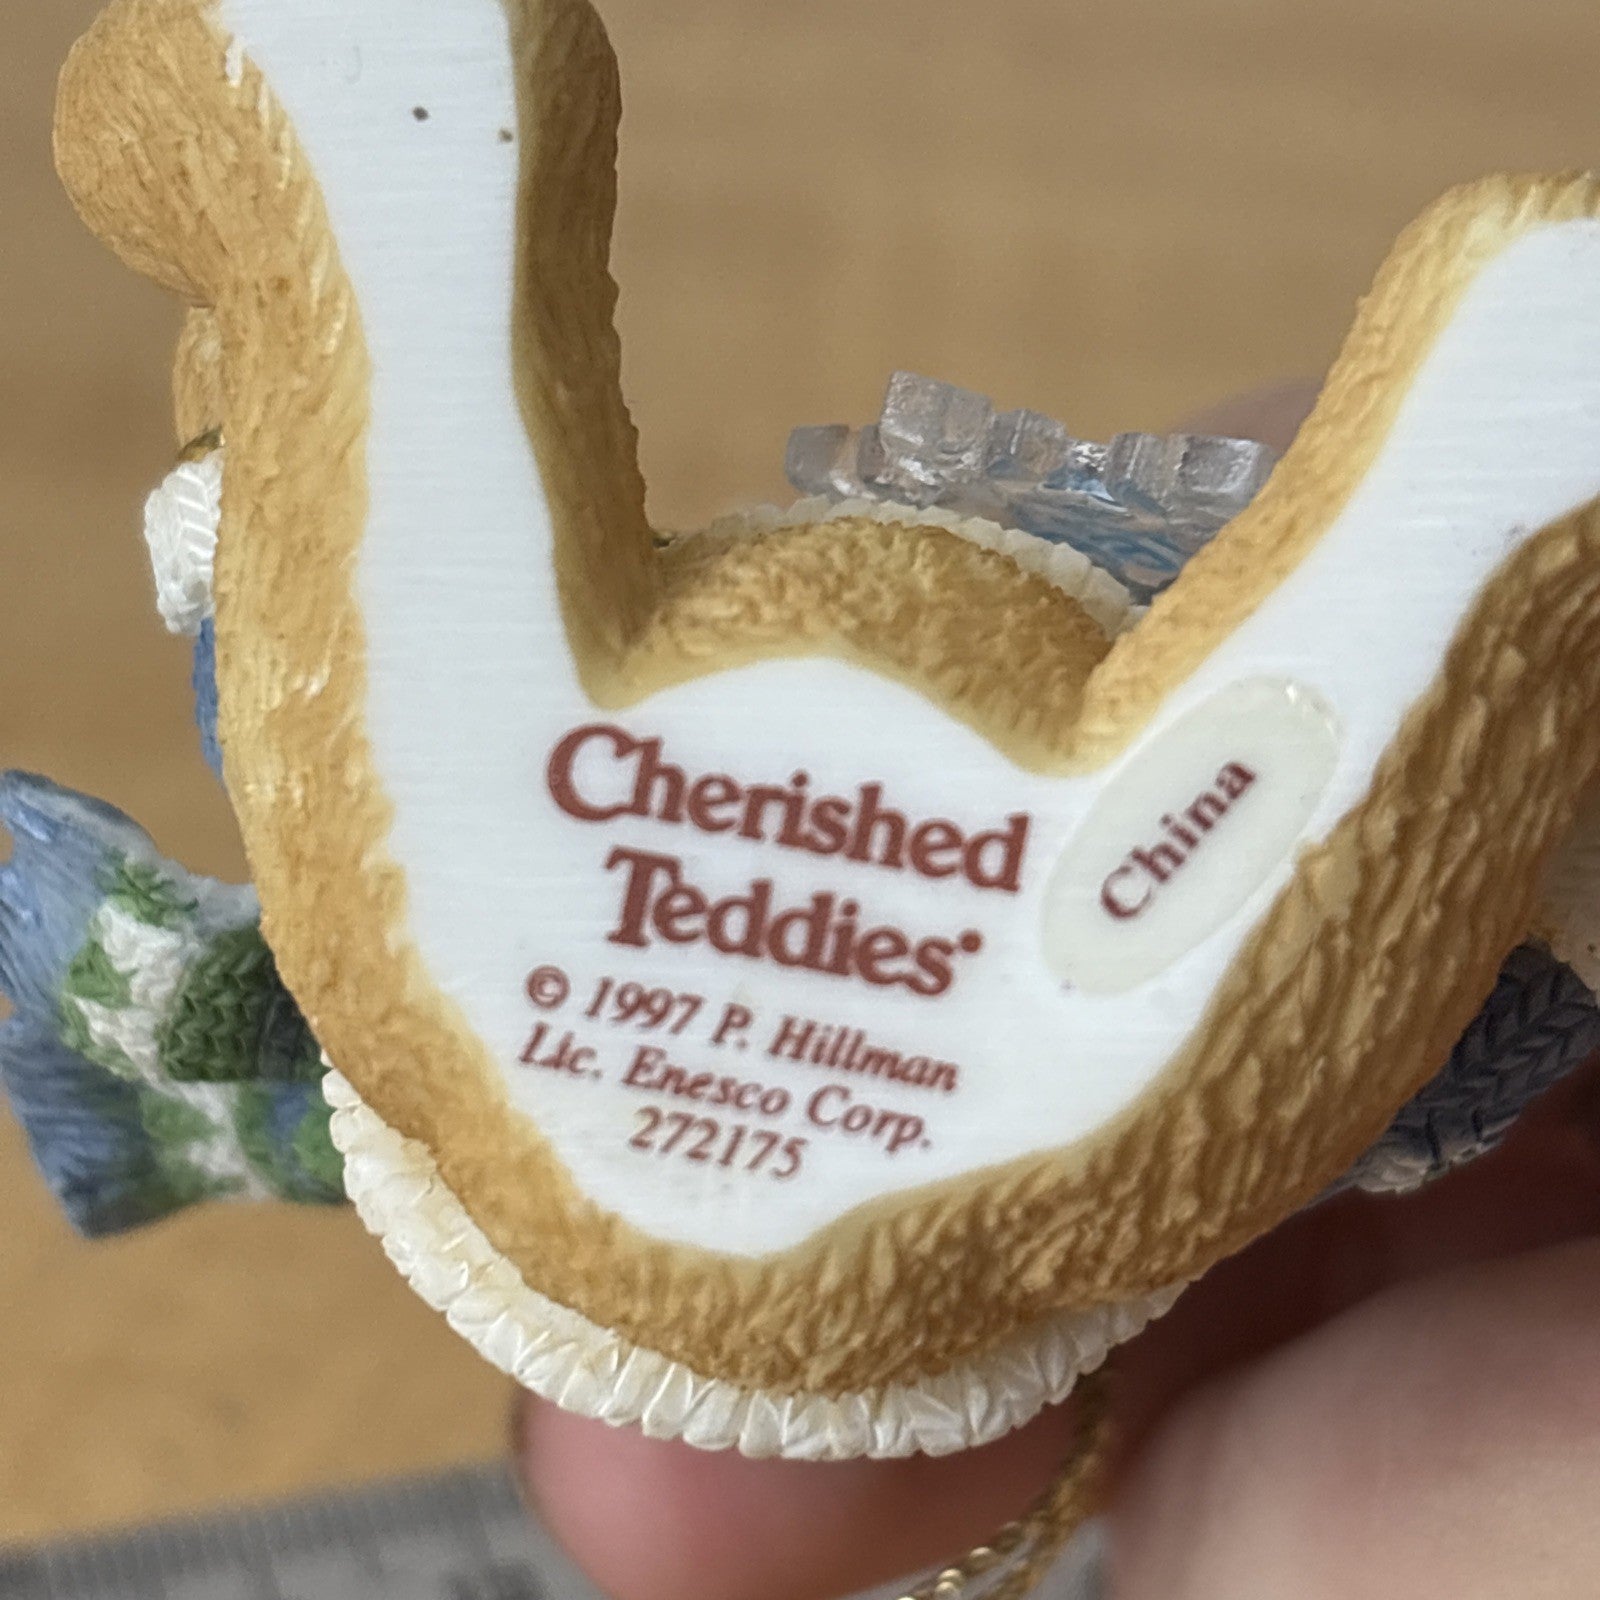 Cherished
Teddies®
© 1997 P. Hillman
Lic. Enesco Corp.
272175
China